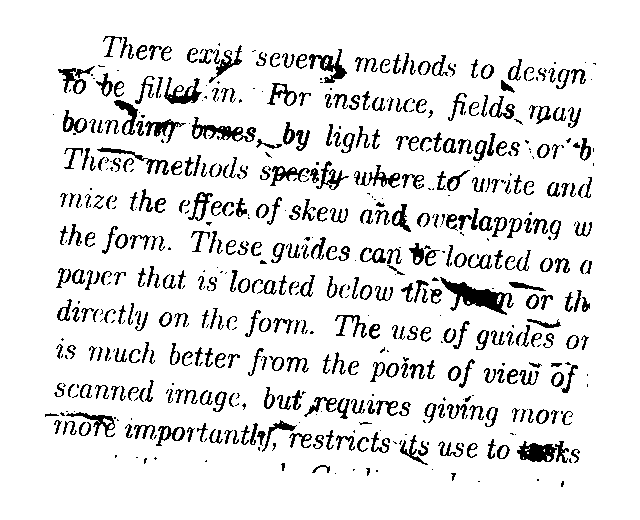 There exist several methods to design
to be filled in. For instance, fields may
bounding boxes, by light rectangles or b
These methods specify where to write and
mize the effect of skew and overlapping w
the form. These guides can be located on a
paper that is located below the form or th
directly on the form. The use of guides or
is much better from the point of view of
scanned image, but requires giving more
more importantly, restricts its use to tasks